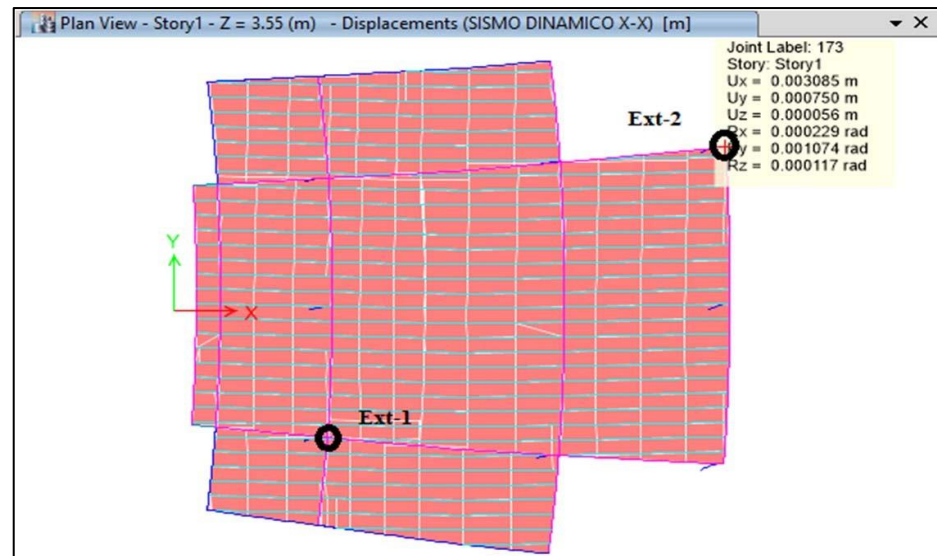 Plan View - Story1 - Z = 3.55 (m) - Displacements (SISMO DINAMICO X-X) [m]
Joint Label: 173
Story: Story1
Ux = 0.003085 m
Uy = 0.000750 m
Uz = 0.000056 m
Rx = 0.000229 rad
= 0.001074 rad
Rz = 0.000117 rad
Ext-2
Y
X
Ext-1